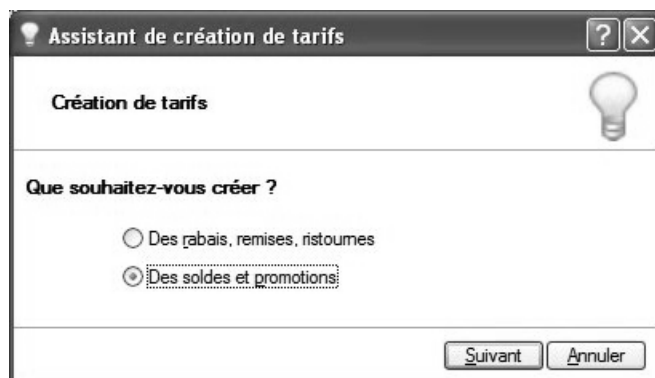 Assistant de création de tarifs
Création de tarifs
Que souhaitez-vous créer ?
Des rabais, remises, ristournes
Des soldes et promotions
Suivant Annuler